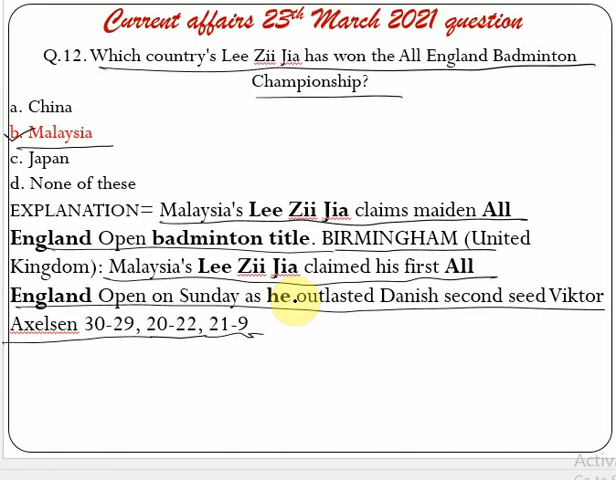 Current affairs 23th March 2021 question
Q.12. Which country's Lee Zii Jia has won the All England Badminton
Championship?
a. China
b. Malaysia
c. Japan
d. None of these
EXPLANATION= Malaysia's Lee Zii Jia claims maiden All
England Open badminton title. BIRMINGHAM (United
Kingdom): Malaysia's Lee Zii Jia claimed his first All
England Open on Sunday as he outlasted Danish second seed Viktor
Axelsen 30-29, 20-22, 21-9